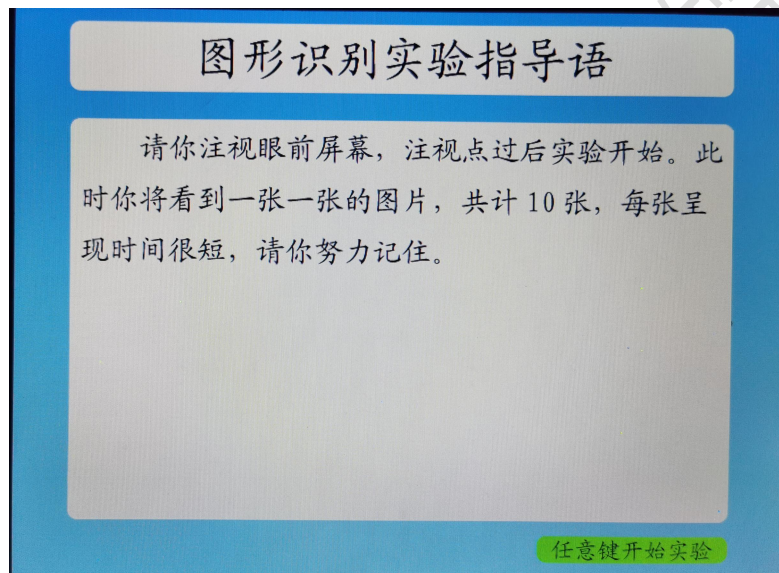 图形识别实验指导语
请你注视眼前屏幕，注视点过后实验开始。此
时你将看到一张一张的图片，共计 10 张，每张呈
现时间很短，请你努力记住。
任意键开始实验